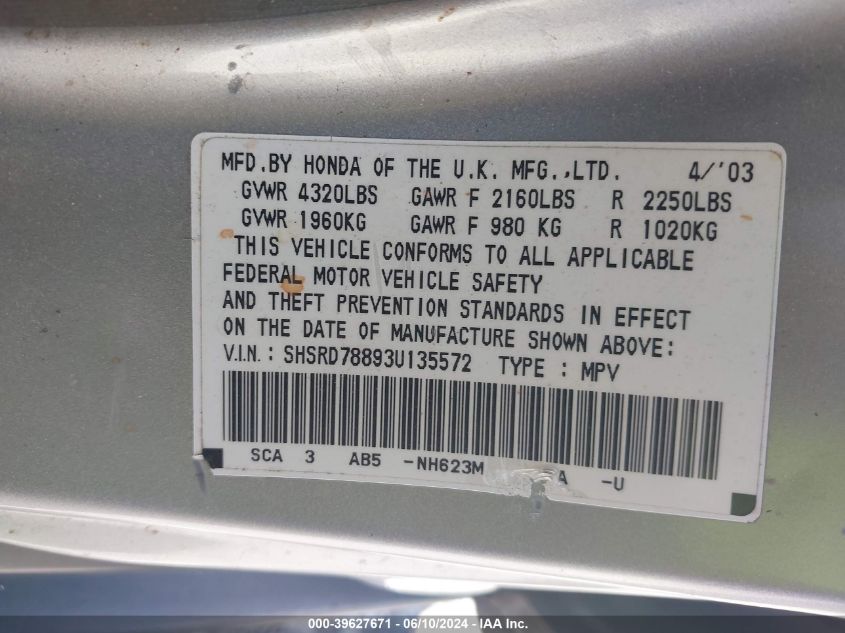 MFD.BY HONDA OF THE U.K. MFG.,LTD. 4/'03
GVWR 4320LBS GAWR F 2160LBS R 2250LBS
GVWR 1960KG GAWR F 980 KG R 1020KG
THIS VEHICLE CONFORMS TO ALL APPLICABLE
FEDERAL MOTOR VEHICLE SAFETY
AND THEFT PREVENTION STANDARDS IN EFFECT
ON THE DATE OF MANUFACTURE SHOWN ABOVE:
V.I.N.: SHSRD78893U135572 TYPE : MPV
SCA 3 AB5 -NH623M A -U
000-39627671 - 06/10/2024 - IAA Inc.